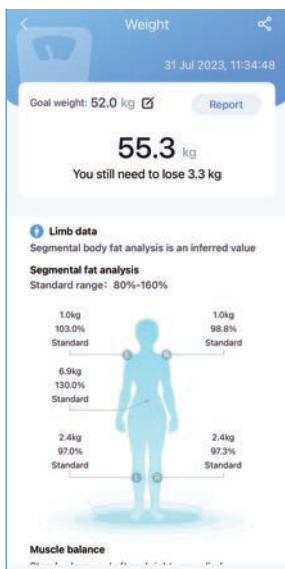 Weight
31 Jul 2023, 11:34:48
Goal weight: 52.0 kg
Report
55.3 kg
You still need to lose 3.3 kg
Limb data
Segmental body fat analysis is an inferred value
Segmental fat analysis
Standard range: 80%-160%
1.0kg
103.0%
Standard
1.0kg
98.8%
Standard
L
R
6.9kg
130.0%
Standard
2.4kg
97.0%
Standard
2.4kg
97.3%
Standard
L
R
Muscle balance